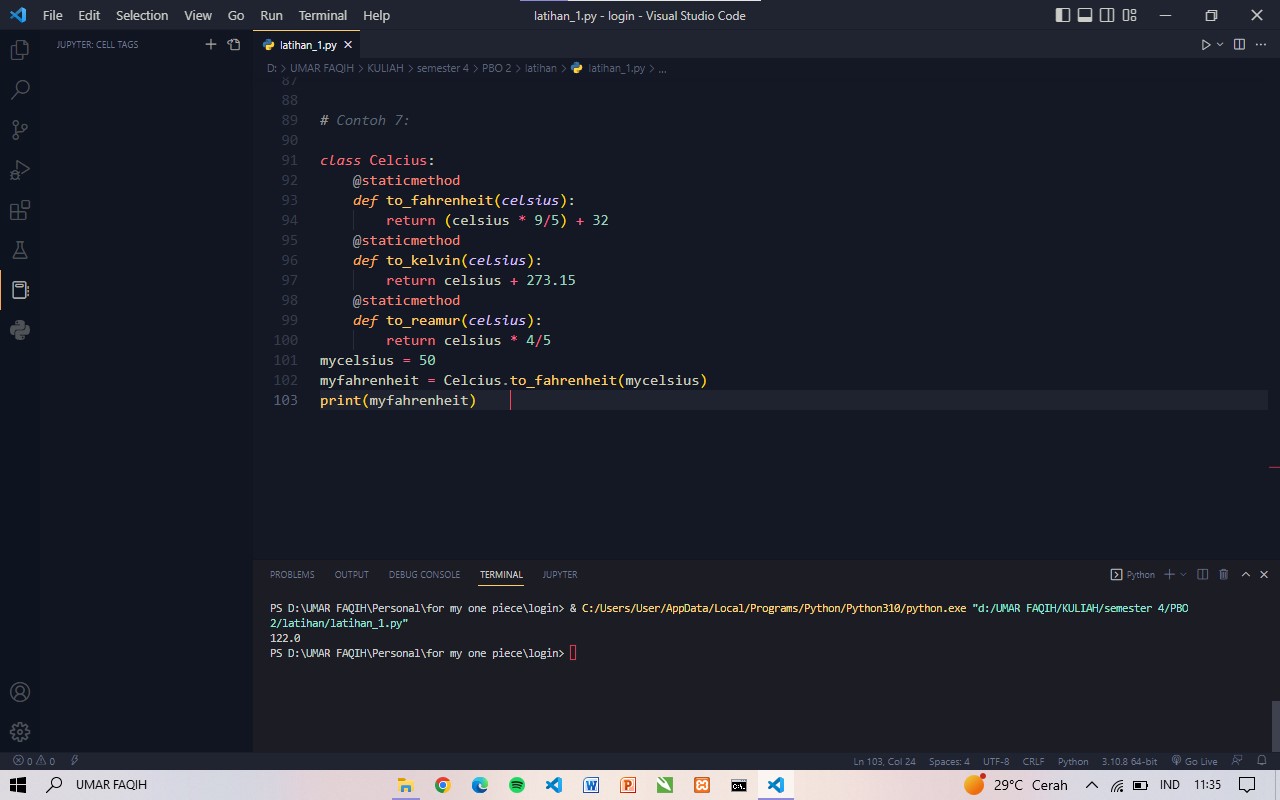 File Edit Selection View Go Run Terminal Help latihan_1.py - login - Visual Studio Code
JUPYTER: CELL TAGS
latihan_1.py
D: > UMAR FAQIH > KULIAH > semester 4 > PBO 2 > latihan > latihan_1.py > ...
87
88
89 # Contoh 7:
90
91 class Celcius:
92     @staticmethod
93     def to_fahrenheit(celsius):
94         return (celsius * 9/5) + 32
95     @staticmethod
96     def to_kelvin(celsius):
97         return celsius + 273.15
98     @staticmethod
99     def to_reamur(celsius):
100         return celsius * 4/5
101 mycelsius = 50
102 myfahrenheit = Celcius.to_fahrenheit(mycelsius)
103 print(myfahrenheit)
PROBLEMS OUTPUT DEBUG CONSOLE TERMINAL JUPYTER Python
PS D:\UMAR FAQIH\Personal\for my one piece\login> & C:/Users/User/AppData/Local/Programs/Python/Python310/python.exe "d:/UMAR FAQIH/KULIAH/semester 4/PBO
2/latihan/latihan_1.py"
122.0
PS D:\UMAR FAQIH\Personal\for my one piece\login>
0 0 Ln 103, Col 24 Spaces: 4 UTF-8 CRLF Python 3.10.8 64-bit Go Live
UMAR FAQIH 29°C Cerah IND 11:35